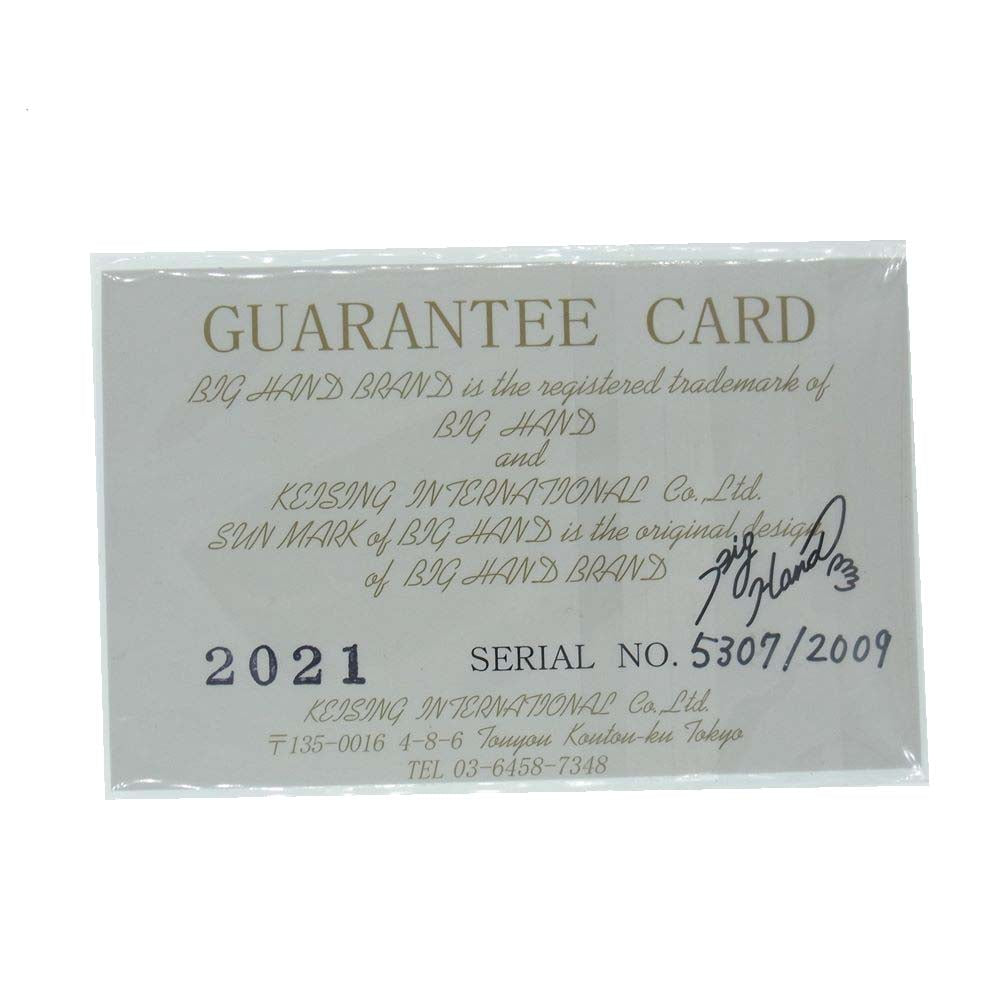 GUARANTEE CARD
BIG HAND BRAND is the registered trademark of
BIG HAND
and
KEISING INTERNATIONAL Co.,Ltd.
SUN MARK of BIG HAND is the original design
of BIG HAND BRAND
Big
Hand
2021 SERIAL NO. 5307/2009
KEISING INTERNATIONAL Co.,Ltd.
〒135-0016 4-8-6 Touyou Koutou-ku Tokyo
TEL 03-6458-7348